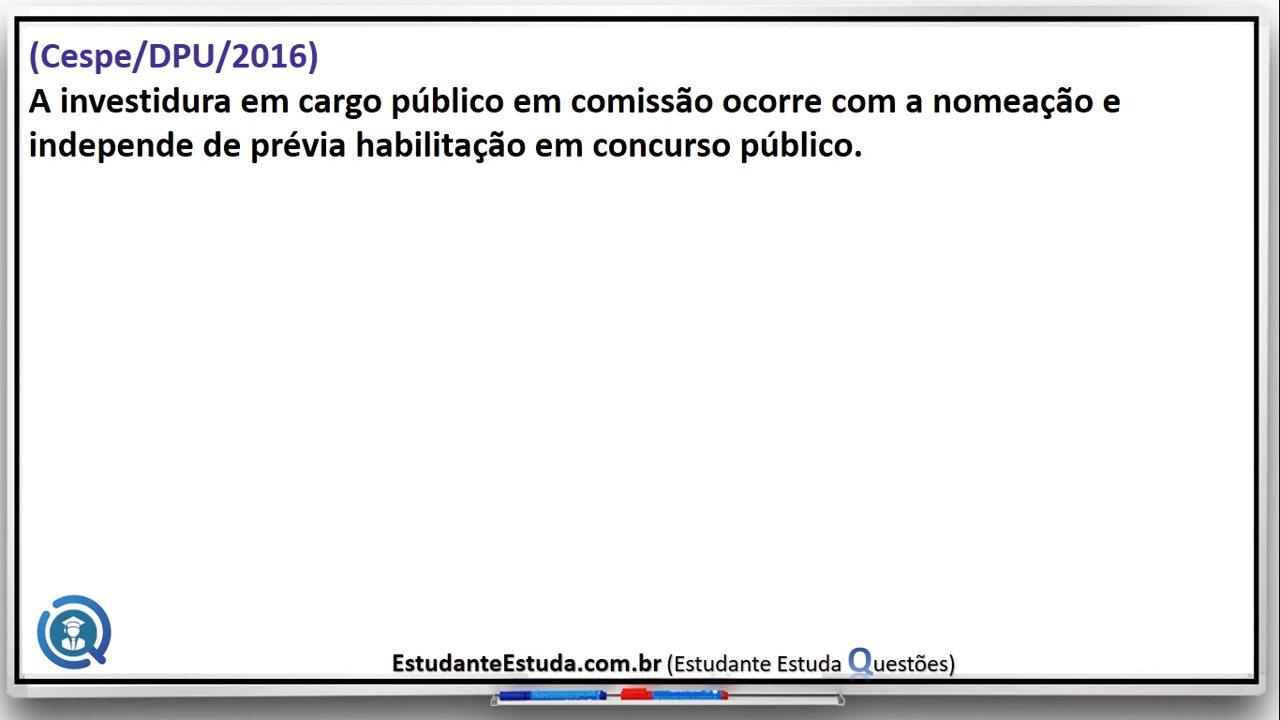 (Cespe/DPU/2016)
A investidura em cargo público em comissão ocorre com a nomeação e
independe de prévia habilitação em concurso público.
EstudanteEstuda.com.br (Estudante Estuda Questões)